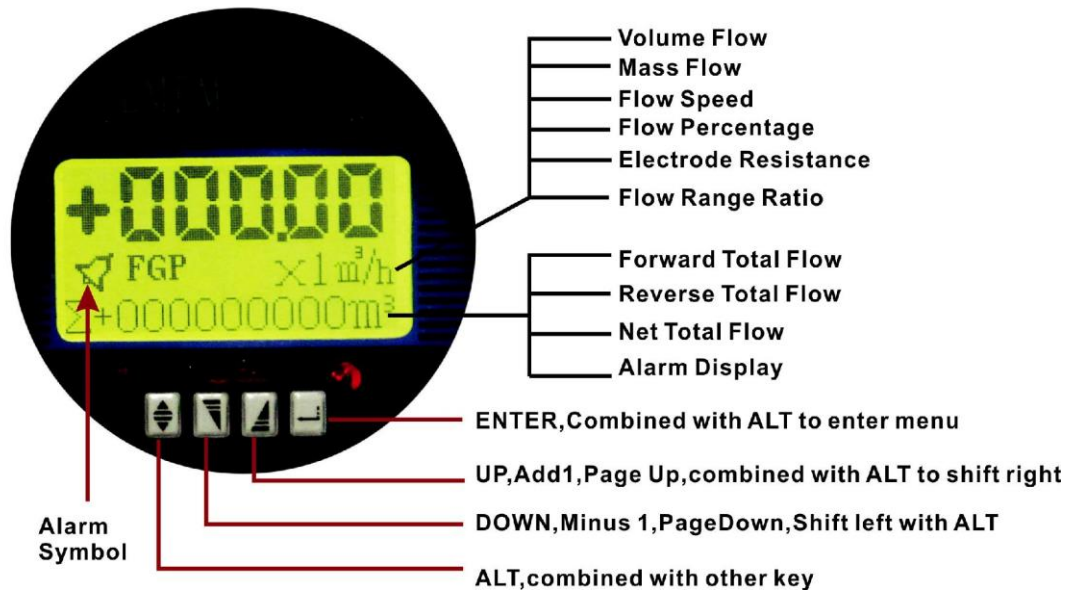 Volume Flow
Mass Flow
Flow Speed
Flow Percentage
Electrode Resistance
Flow Range Ratio
+000.00
FGP ×1m³/h
Σ+000000000m³
Forward Total Flow
Reverse Total Flow
Net Total Flow
Alarm Display
ENTER,Combined with ALT to enter menu
UP,Add1,Page Up,combined with ALT to shift right
DOWN,Minus 1,PageDown,Shift left with ALT
ALT,combined with other key
Alarm
Symbol